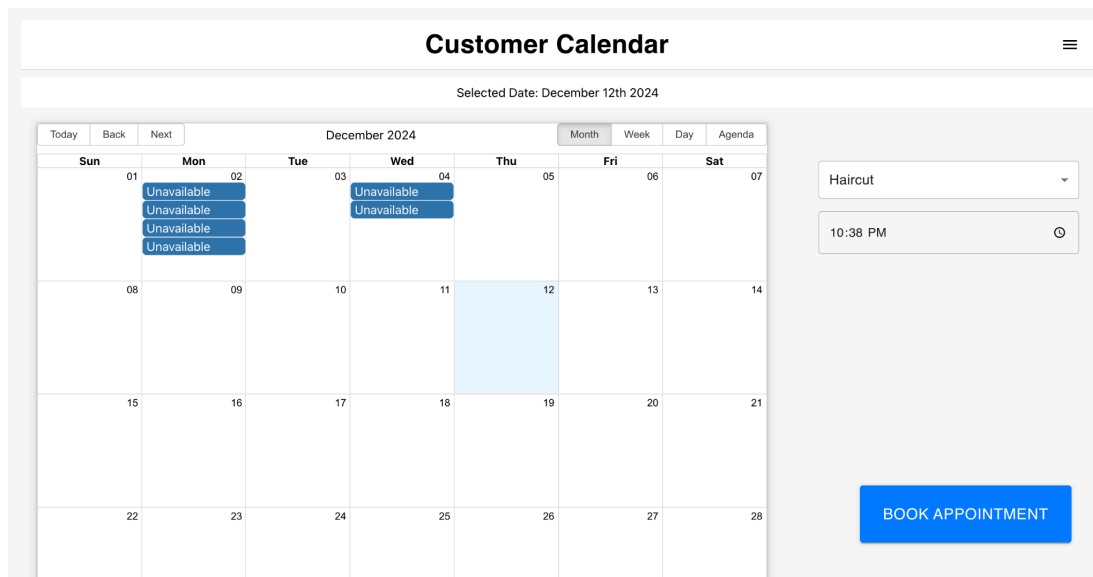 Customer Calendar
Selected Date: December 12th 2024
Today Back Next December 2024 Month Week Day Agenda
Sun Mon Tue Wed Thu Fri Sat
01 02 03 04 05 06 07
Unavailable Unavailable
Unavailable Unavailable
Unavailable
Unavailable
08 09 10 11 12 13 14
15 16 17 18 19 20 21
22 23 24 25 26 27 28
Haircut
10:38 PM
BOOK APPOINTMENT